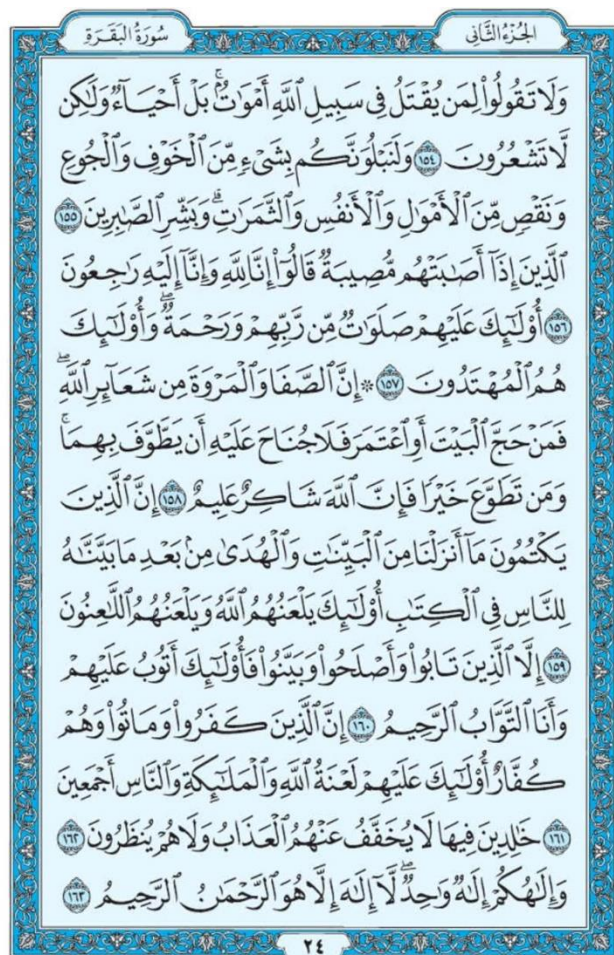 الجُزْءُ الثَّانِي
سُورَةُ البَقَرَةِ
وَلَا تَقُولُوا۟ لِمَن يُقْتَلُ فِى سَبِيلِ ٱللَّهِ أَمْوَٰتٌۢ ۚ بَلْ أَحْيَآءٌ وَلَٰكِن
لَّا تَشْعُرُونَ ١٥٤ وَلَنَبْلُوَنَّكُم بِشَىْءٍ مِّنَ ٱلْخَوْفِ وَٱلْجُوعِ
وَنَقْصٍ مِّنَ ٱلْأَمْوَٰلِ وَٱلْأَنفُسِ وَٱلثَّمَرَٰتِ ۗ وَبَشِّرِ ٱلصَّٰبِرِينَ ١٥٥
ٱلَّذِينَ إِذَآ أَصَٰبَتْهُم مُّصِيبَةٌ قَالُوٓا۟ إِنَّا لِلَّهِ وَإِنَّآ إِلَيْهِ رَٰجِعُونَ
١٥٦ أُو۟لَٰٓئِكَ عَلَيْهِمْ صَلَوَٰتٌ مِّن رَّبِّهِمْ وَرَحْمَةٌ ۖ وَأُو۟لَٰٓئِكَ
هُمُ ٱلْمُهْتَدُونَ ١٥٧ ۞ إِنَّ ٱلصَّفَا وَٱلْمَرْوَةَ مِن شَعَآئِرِ ٱللَّهِ ۖ
فَمَنْ حَجَّ ٱلْبَيْتَ أَوِ ٱعْتَمَرَ فَلَا جُنَاحَ عَلَيْهِ أَن يَطَّوَّفَ بِهِمَا ۚ
وَمَن تَطَوَّعَ خَيْرًا فَإِنَّ ٱللَّهَ شَاكِرٌ عَلِيمٌ ١٥٨ إِنَّ ٱلَّذِينَ
يَكْتُمُونَ مَآ أَنزَلْنَا مِنَ ٱلْبَيِّنَٰتِ وَٱلْهُدَىٰ مِنۢ بَعْدِ مَا بَيَّنَّٰهُ
لِلنَّاسِ فِى ٱلْكِتَٰبِ أُو۟لَٰٓئِكَ يَلْعَنُهُمُ ٱللَّهُ وَيَلْعَنُهُمُ ٱللَّٰعِنُونَ
١٥٩ إِلَّا ٱلَّذِينَ تَابُوا۟ وَأَصْلَحُوا۟ وَبَيَّنُوا۟ فَأُو۟لَٰٓئِكَ أَتُوبُ عَلَيْهِمْ
وَأَنَا ٱلتَّوَّابُ ٱلرَّحِيمُ ١٦٠ إِنَّ ٱلَّذِينَ كَفَرُوا۟ وَمَاتُوا۟ وَهُمْ
كُفَّارٌ أُو۟لَٰٓئِكَ عَلَيْهِمْ لَعْنَةُ ٱللَّهِ وَٱلْمَلَٰٓئِكَةِ وَٱلنَّاسِ أَجْمَعِينَ
١٦١ خَٰلِدِينَ فِيهَا لَا يُخَفَّفُ عَنْهُمُ ٱلْعَذَابُ وَلَا هُمْ يُنظَرُونَ ١٦٢
وَإِلَٰهُكُمْ إِلَٰهٌ وَٰحِدٌ ۖ لَّآ إِلَٰهَ إِلَّا هُوَ ٱلرَّحْمَٰنُ ٱلرَّحِيمُ ١٦٣
٢٤